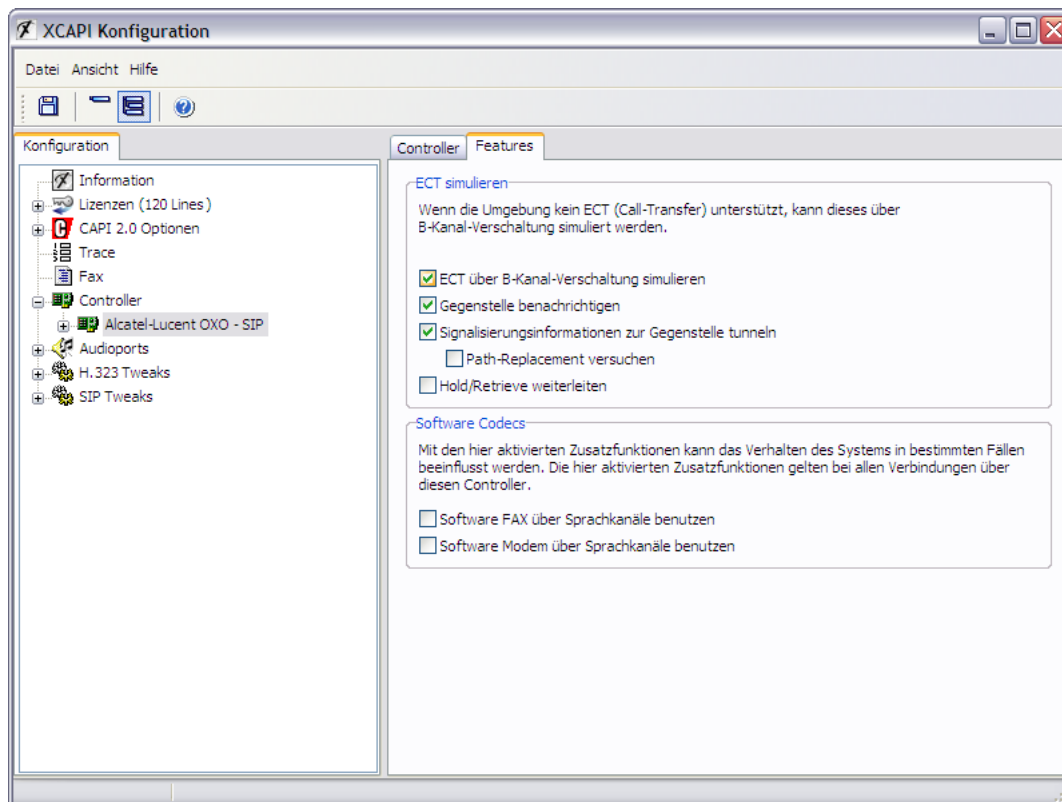 XCAPI Konfiguration
Datei Ansicht Hilfe
Konfiguration
Information
Lizenzen (120 Lines)
CAPI 2.0 Optionen
Trace
Fax
Controller
Alcatel-Lucent OXO - SIP
Audioports
H.323 Tweaks
SIP Tweaks
Controller Features
ECT simulieren
Wenn die Umgebung kein ECT (Call-Transfer) unterstützt, kann dieses über
B-Kanal-Verschaltung simuliert werden.
ECT über B-Kanal-Verschaltung simulieren
Gegenstelle benachrichtigen
Signalisierungsinformationen zur Gegenstelle tunneln
Path-Replacement versuchen
Hold/Retrieve weiterleiten
Software Codecs
Mit den hier aktivierten Zusatzfunktionen kann das Verhalten des Systems in bestimmten Fällen
beeinflusst werden. Die hier aktivierten Zusatzfunktionen gelten bei allen Verbindungen über
diesen Controller.
Software FAX über Sprachkanäle benutzen
Software Modem über Sprachkanäle benutzen